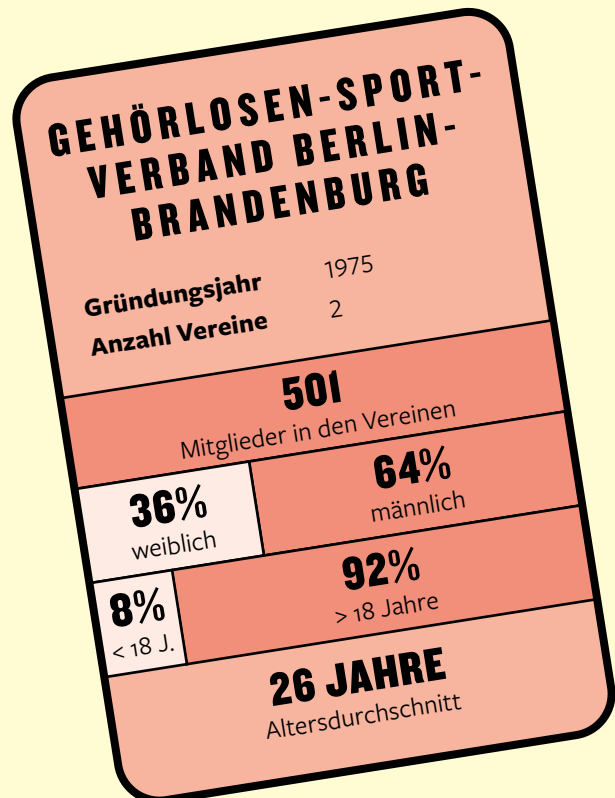 GEHÖRLOSEN-SPORT-
VERBAND BERLIN-
BRANDENBURG
Gründungsjahr 1975
Anzahl Vereine 2
501
Mitglieder in den Vereinen
36% 64%
weiblich männlich
8% 92%
< 18 J. > 18 Jahre
26 JAHRE
Altersdurchschnitt